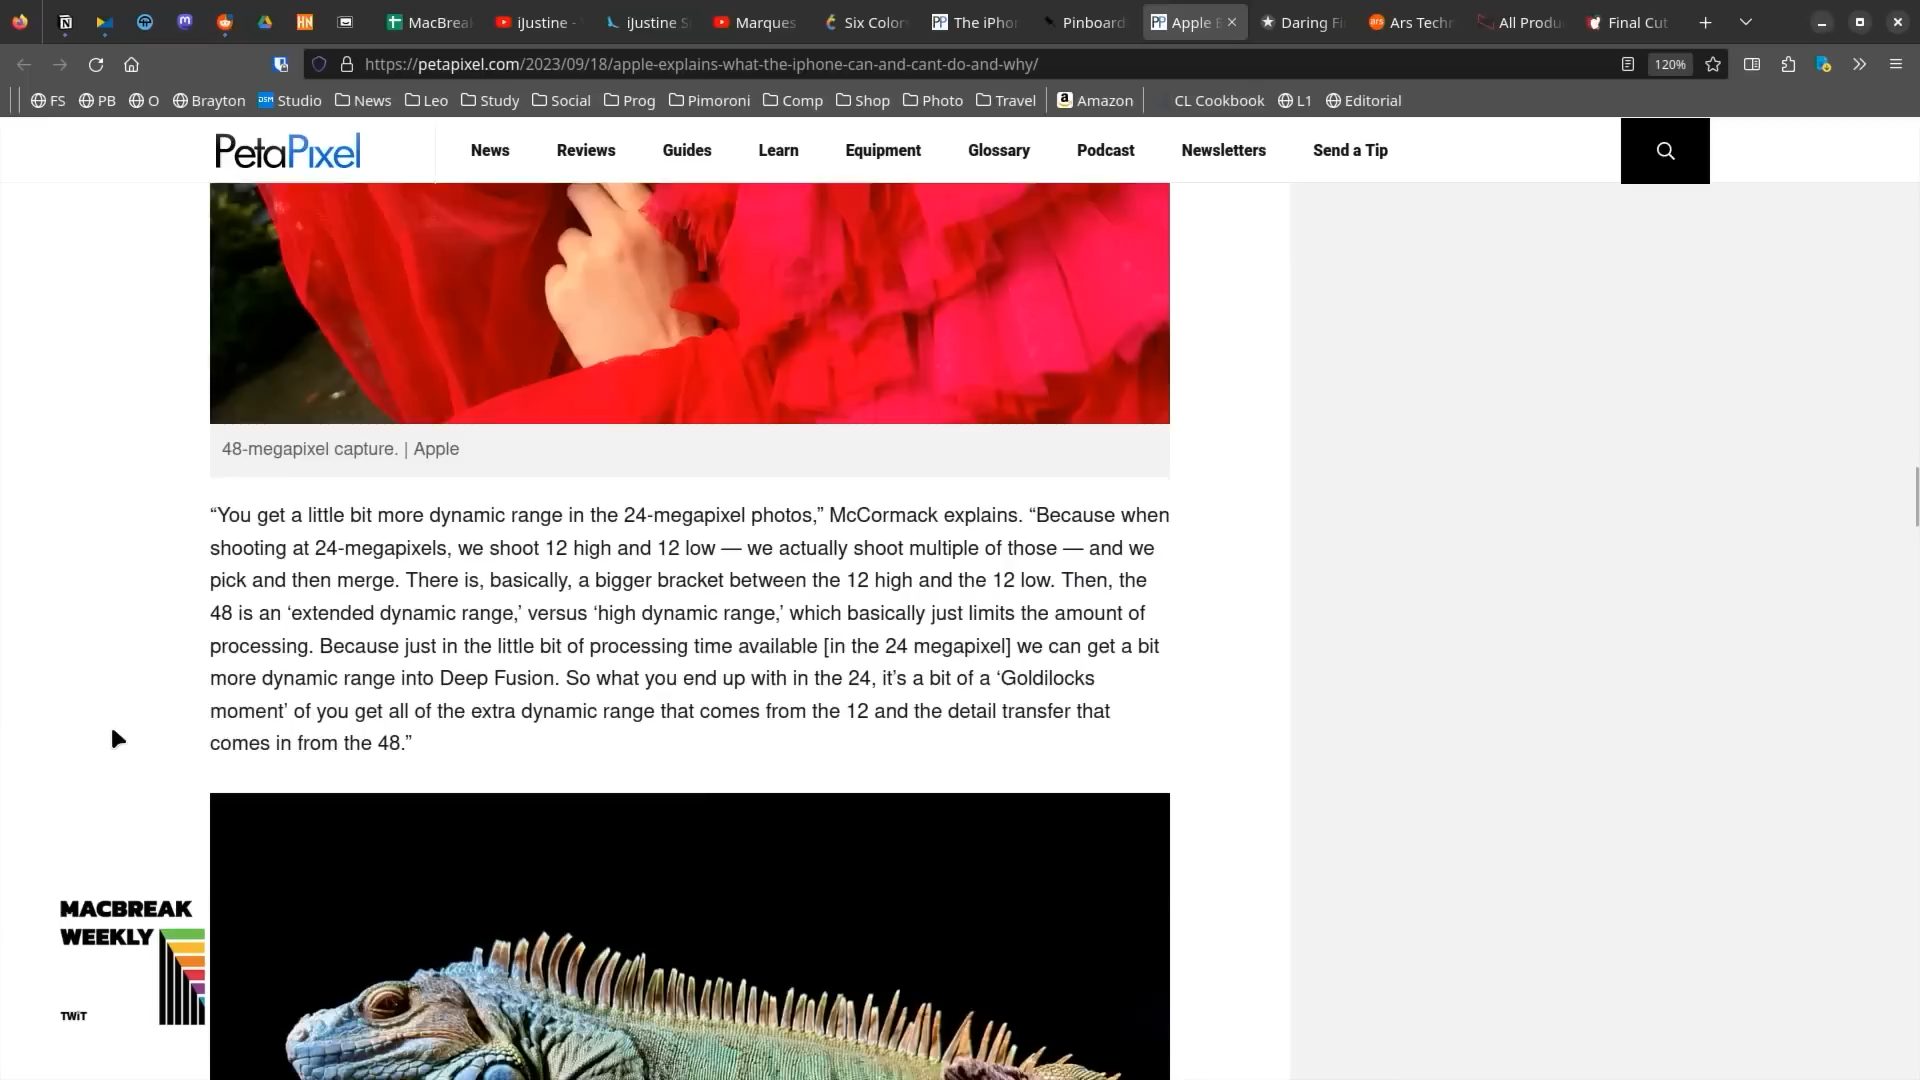 MacBrea
iJustine -
iJustine S
Marques
Six Color
The iPho
Pinboard
Apple E
Daring Fi
Ars Techn
All Produ
Final Cut
https://petapixel.com/2023/09/18/apple-explains-what-the-iphone-can-and-cant-do-and-why/
120%
FS PB O Brayton DSM Studio News Leo Study Social Prog Pimoroni Comp Shop Photo Travel Amazon CL Cookbook L1 Editorial
PetaPixel
News Reviews Guides Learn Equipment Glossary Podcast Newsletters Send a Tip
48-megapixel capture. | Apple
“You get a little bit more dynamic range in the 24-megapixel photos,” McCormack explains. “Because when
shooting at 24-megapixels, we shoot 12 high and 12 low — we actually shoot multiple of those — and we
pick and then merge. There is, basically, a bigger bracket between the 12 high and the 12 low. Then, the
48 is an ‘extended dynamic range,’ versus ‘high dynamic range,’ which basically just limits the amount of
processing. Because just in the little bit of processing time available [in the 24 megapixel] we can get a bit
more dynamic range into Deep Fusion. So what you end up with in the 24, it’s a bit of a ‘Goldilocks
moment’ of you get all of the extra dynamic range that comes from the 12 and the detail transfer that
comes in from the 48.”
MACBREAK
WEEKLY
TWiT